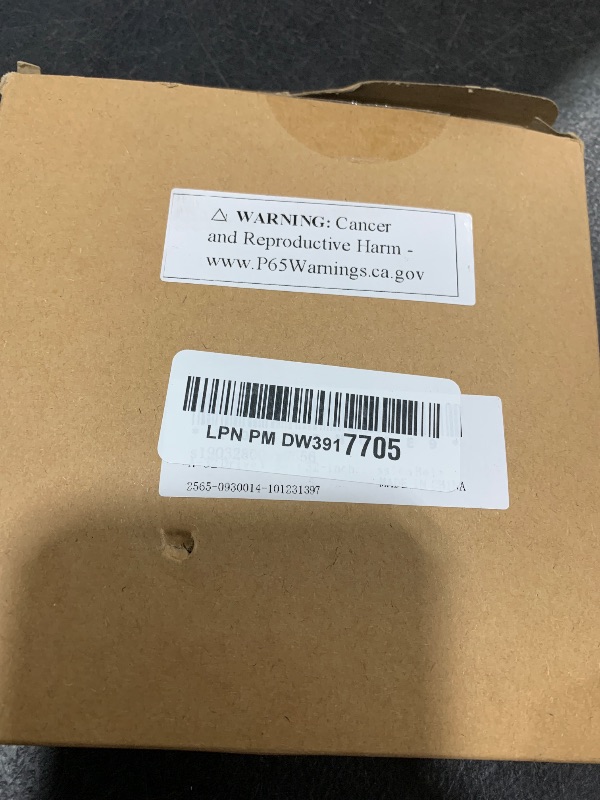 ⚠ WARNING: Cancer
and Reproductive Harm -
www.P65Warnings.ca.gov
LPN PM DW3917705
2565-0930014-101231397